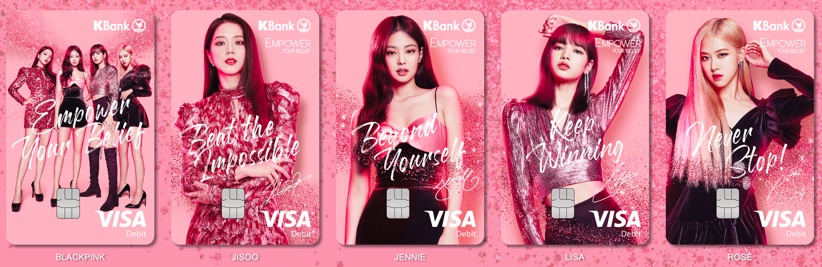 KBank
Empower
Your Belief
VISA
Debit
BLACKPINK
KBank
EMPOWER
YOUR BELIEF
Beat the
Impossible
VISA
Debit
JISOO
KBank
EMPOWER
YOUR BELIEF
Beyond
Yourself
VISA
Debit
JENNIE
KBank
EMPOWER
YOUR BELIEF
Keep
Winning
VISA
Debit
LISA
KBank
EMPOWER
YOUR BELIEF
Never
Stop!
VISA
Debit
ROSÉ